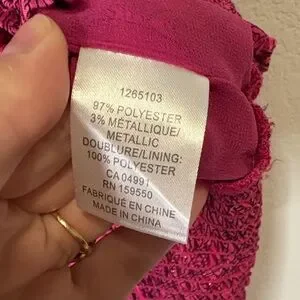 1265103
97% POLYESTER
3% MÉTALLIQUE/
METALLIC
DOUBLURE/LINING:
100% POLYESTER
CA 04991
RN 159550
FABRIQUÉ EN CHINE
MADE IN CHINA